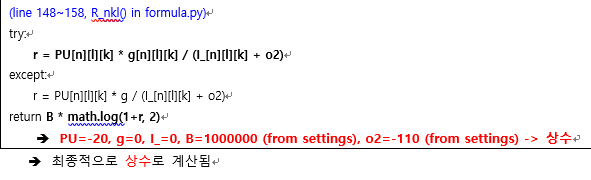 (line 148~158, R_nkl() in formula.py)
try:
r = PU[n][l][k] * g[n][l][k] / (I_[n][l][k] + o2)
except:
r = PU[n][l][k] * g / (I_[n][l][k] + o2)
return B * math.log(1+r, 2)
➔ PU=-20, g=0, I_=0, B=1000000 (from settings), o2=-110 (from settings) -> 상수
➔ 최종적으로 상수로 계산됨